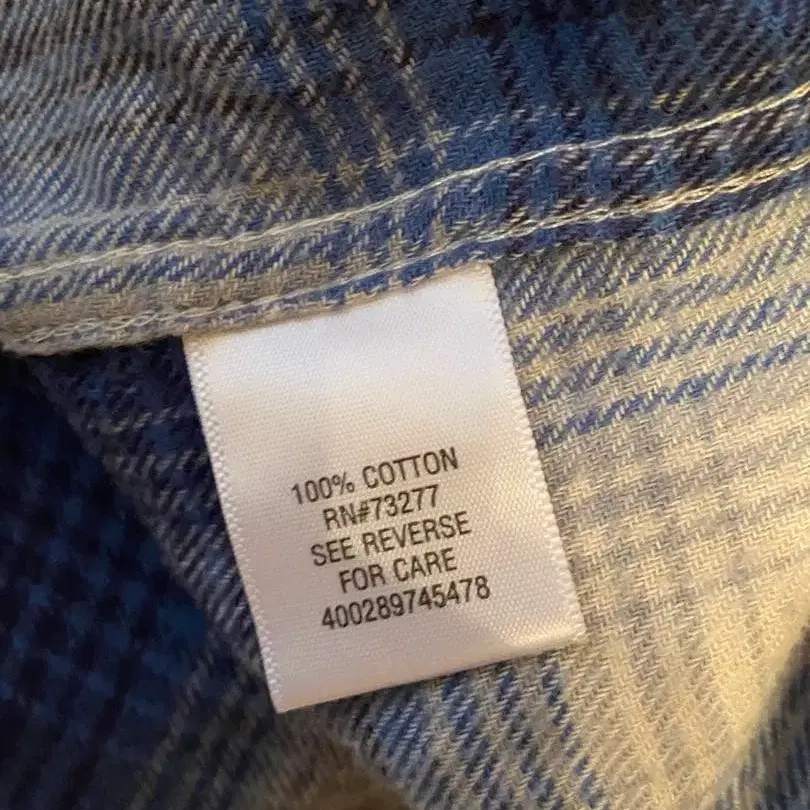 100% COTTON
RN#73277
SEE REVERSE
FOR CARE
400289745478